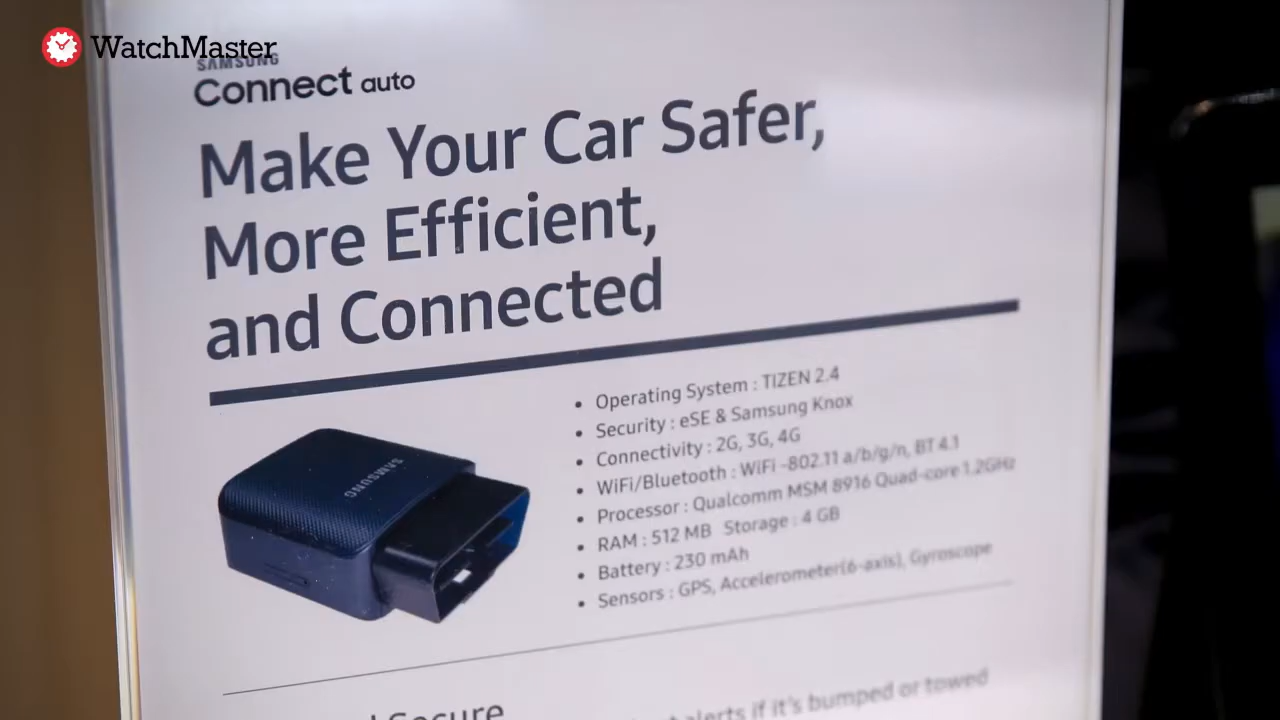 WatchMaster
SAMSUNG
Connect auto
Make Your Car Safer,
More Efficient,
and Connected
• Operating System : TIZEN 2.4
• Security : eSE & Samsung Knox
• Connectivity : 2G, 3G, 4G
• WiFi/Bluetooth : WiFi -802.11 a/b/g/n, BT 4.1
• Processor : Qualcomm MSM 8916 Quad-core 1.2GHz
• RAM : 512 MB Storage : 4 GB
• Battery : 230 mAh
• Sensors : GPS, Accelerometer(6-axis), Gyroscope
SAMSUNG
Secure
alerts if it's bumped or towed